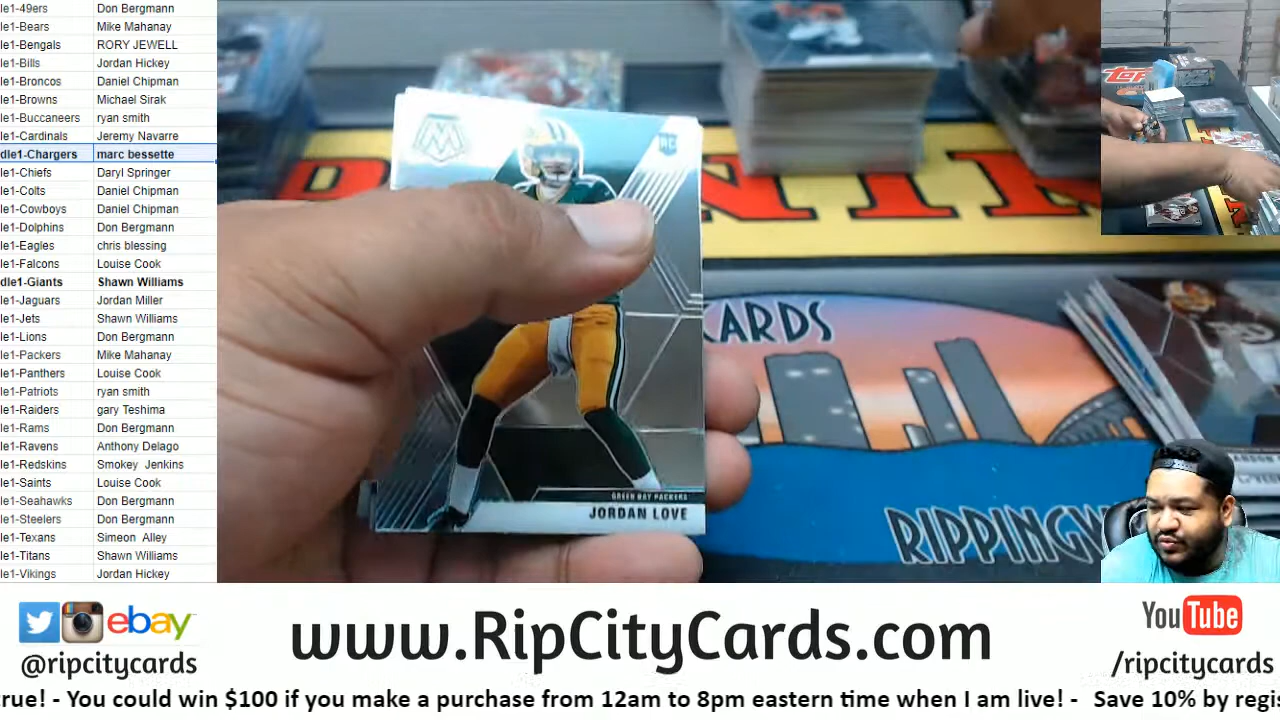 le1-49ers Don Bergmann
le1-Bears Mike Mahanay
le1-Bengals RORY JEWELL
le1-Bills Jordan Hickey
le1-Broncos Daniel Chipman
le1-Browns Michael Sirak
le1-Buccaneers ryan smith
le1-Cardinals Jeremy Navarre
dle1-Chargers marc bessette
le1-Chiefs Daryl Springer
le1-Colts Daniel Chipman
le1-Cowboys Daniel Chipman
le1-Dolphins Don Bergmann
le1-Eagles chris blessing
le1-Falcons Louise Cook
dle1-Giants Shawn Williams
le1-Jaguars Jordan Miller
le1-Jets Shawn Williams
le1-Lions Don Bergmann
le1-Packers Mike Mahanay
le1-Panthers Louise Cook
le1-Patriots ryan smith
le1-Raiders gary Teshima
le1-Rams Don Bergmann
le1-Ravens Anthony Delago
le1-Redskins Smokey Jenkins
le1-Saints Louise Cook
le1-Seahawks Don Bergmann
le1-Steelers Don Bergmann
le1-Texans Simeon Alley
le1-Titans Shawn Williams
le1-Vikings Jordan Hickey
M
RC
GREEN BAY PACKERS
JORDAN LOVE
PANINI
CARDS
RIPPINGW
ebay
@ripcitycards
www.RipCityCards.com
YouTube
/ripcitycards
true! - You could win $100 if you make a purchase from 12am to 8pm eastern time when I am live! - Save 10% by regis